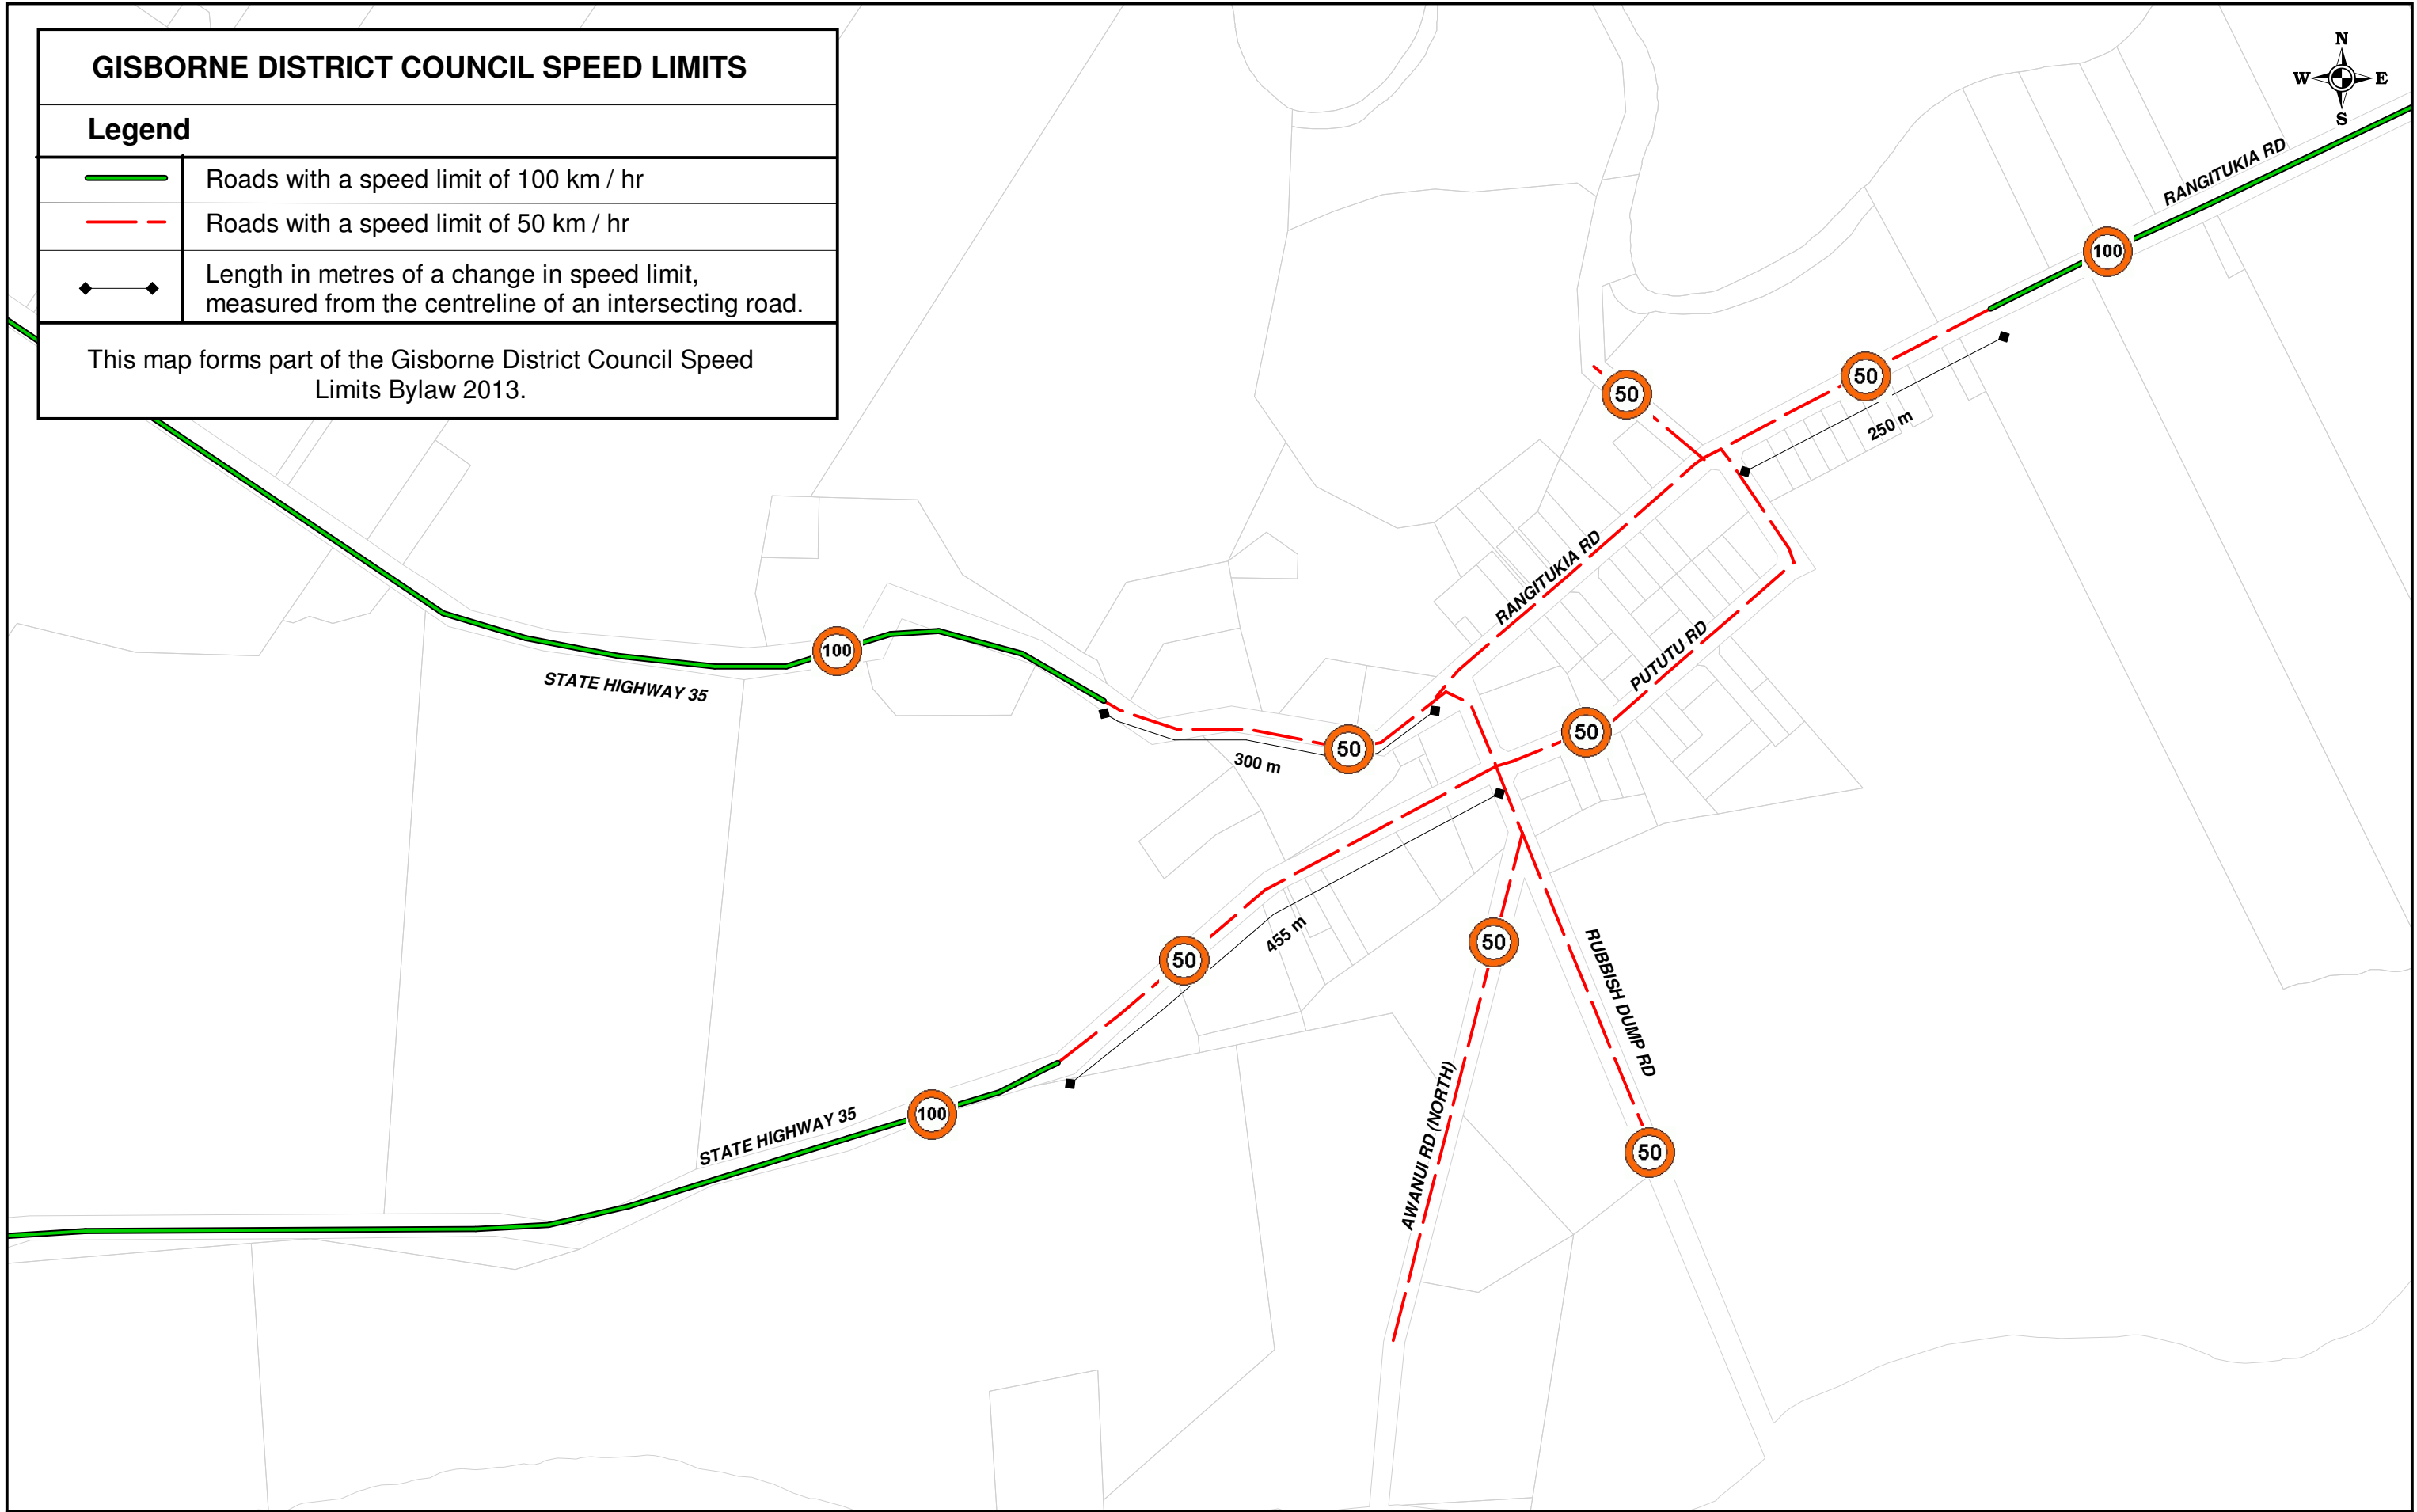 GISBORNE DISTRICT COUNCIL SPEED LIMITS
Legend
Roads with a speed limit of 100 km / hr
Roads with a speed limit of 50 km / hr
Length in metres of a change in speed limit,
measured from the centreline of an intersecting road.
This map forms part of the Gisborne District Council Speed
Limits Bylaw 2013.
N
W
E
S
RANGITUKIA RD
100
50
50
250 m
RANGITUKIA RD
PUTUTU RD
100
STATE HIGHWAY 35
50
50
300 m
455 m
50
50
RUBBISH DUMP RD
AWANUI RD (NORTH)
100
STATE HIGHWAY 35
50